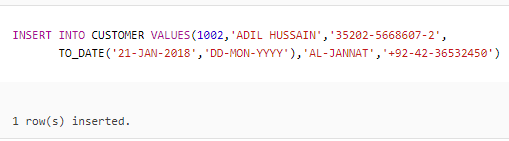 INSERT INTO CUSTOMER VALUES(1002,'ADIL HUSSAIN','35202-5668607-2',
TO_DATE('21-JAN-2018','DD-MON-YYYY'),'AL-JANNAT','+92-42-36532450')
1 row(s) inserted.